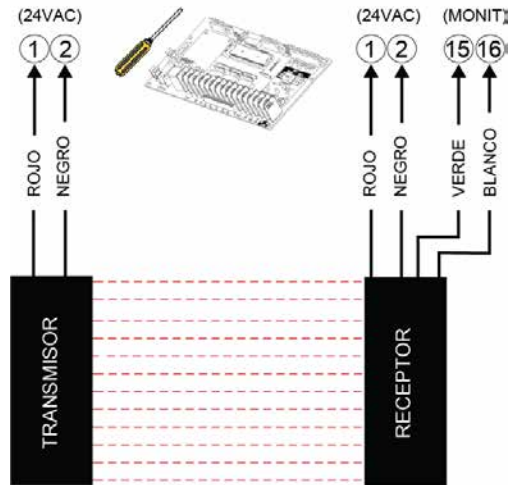 (24VAC) (24VAC) (MONIT)
1 2 1 2 15 16
ROJO NEGRO ROJO NEGRO VERDE BLANCO
TRANSMISOR RECEPTOR